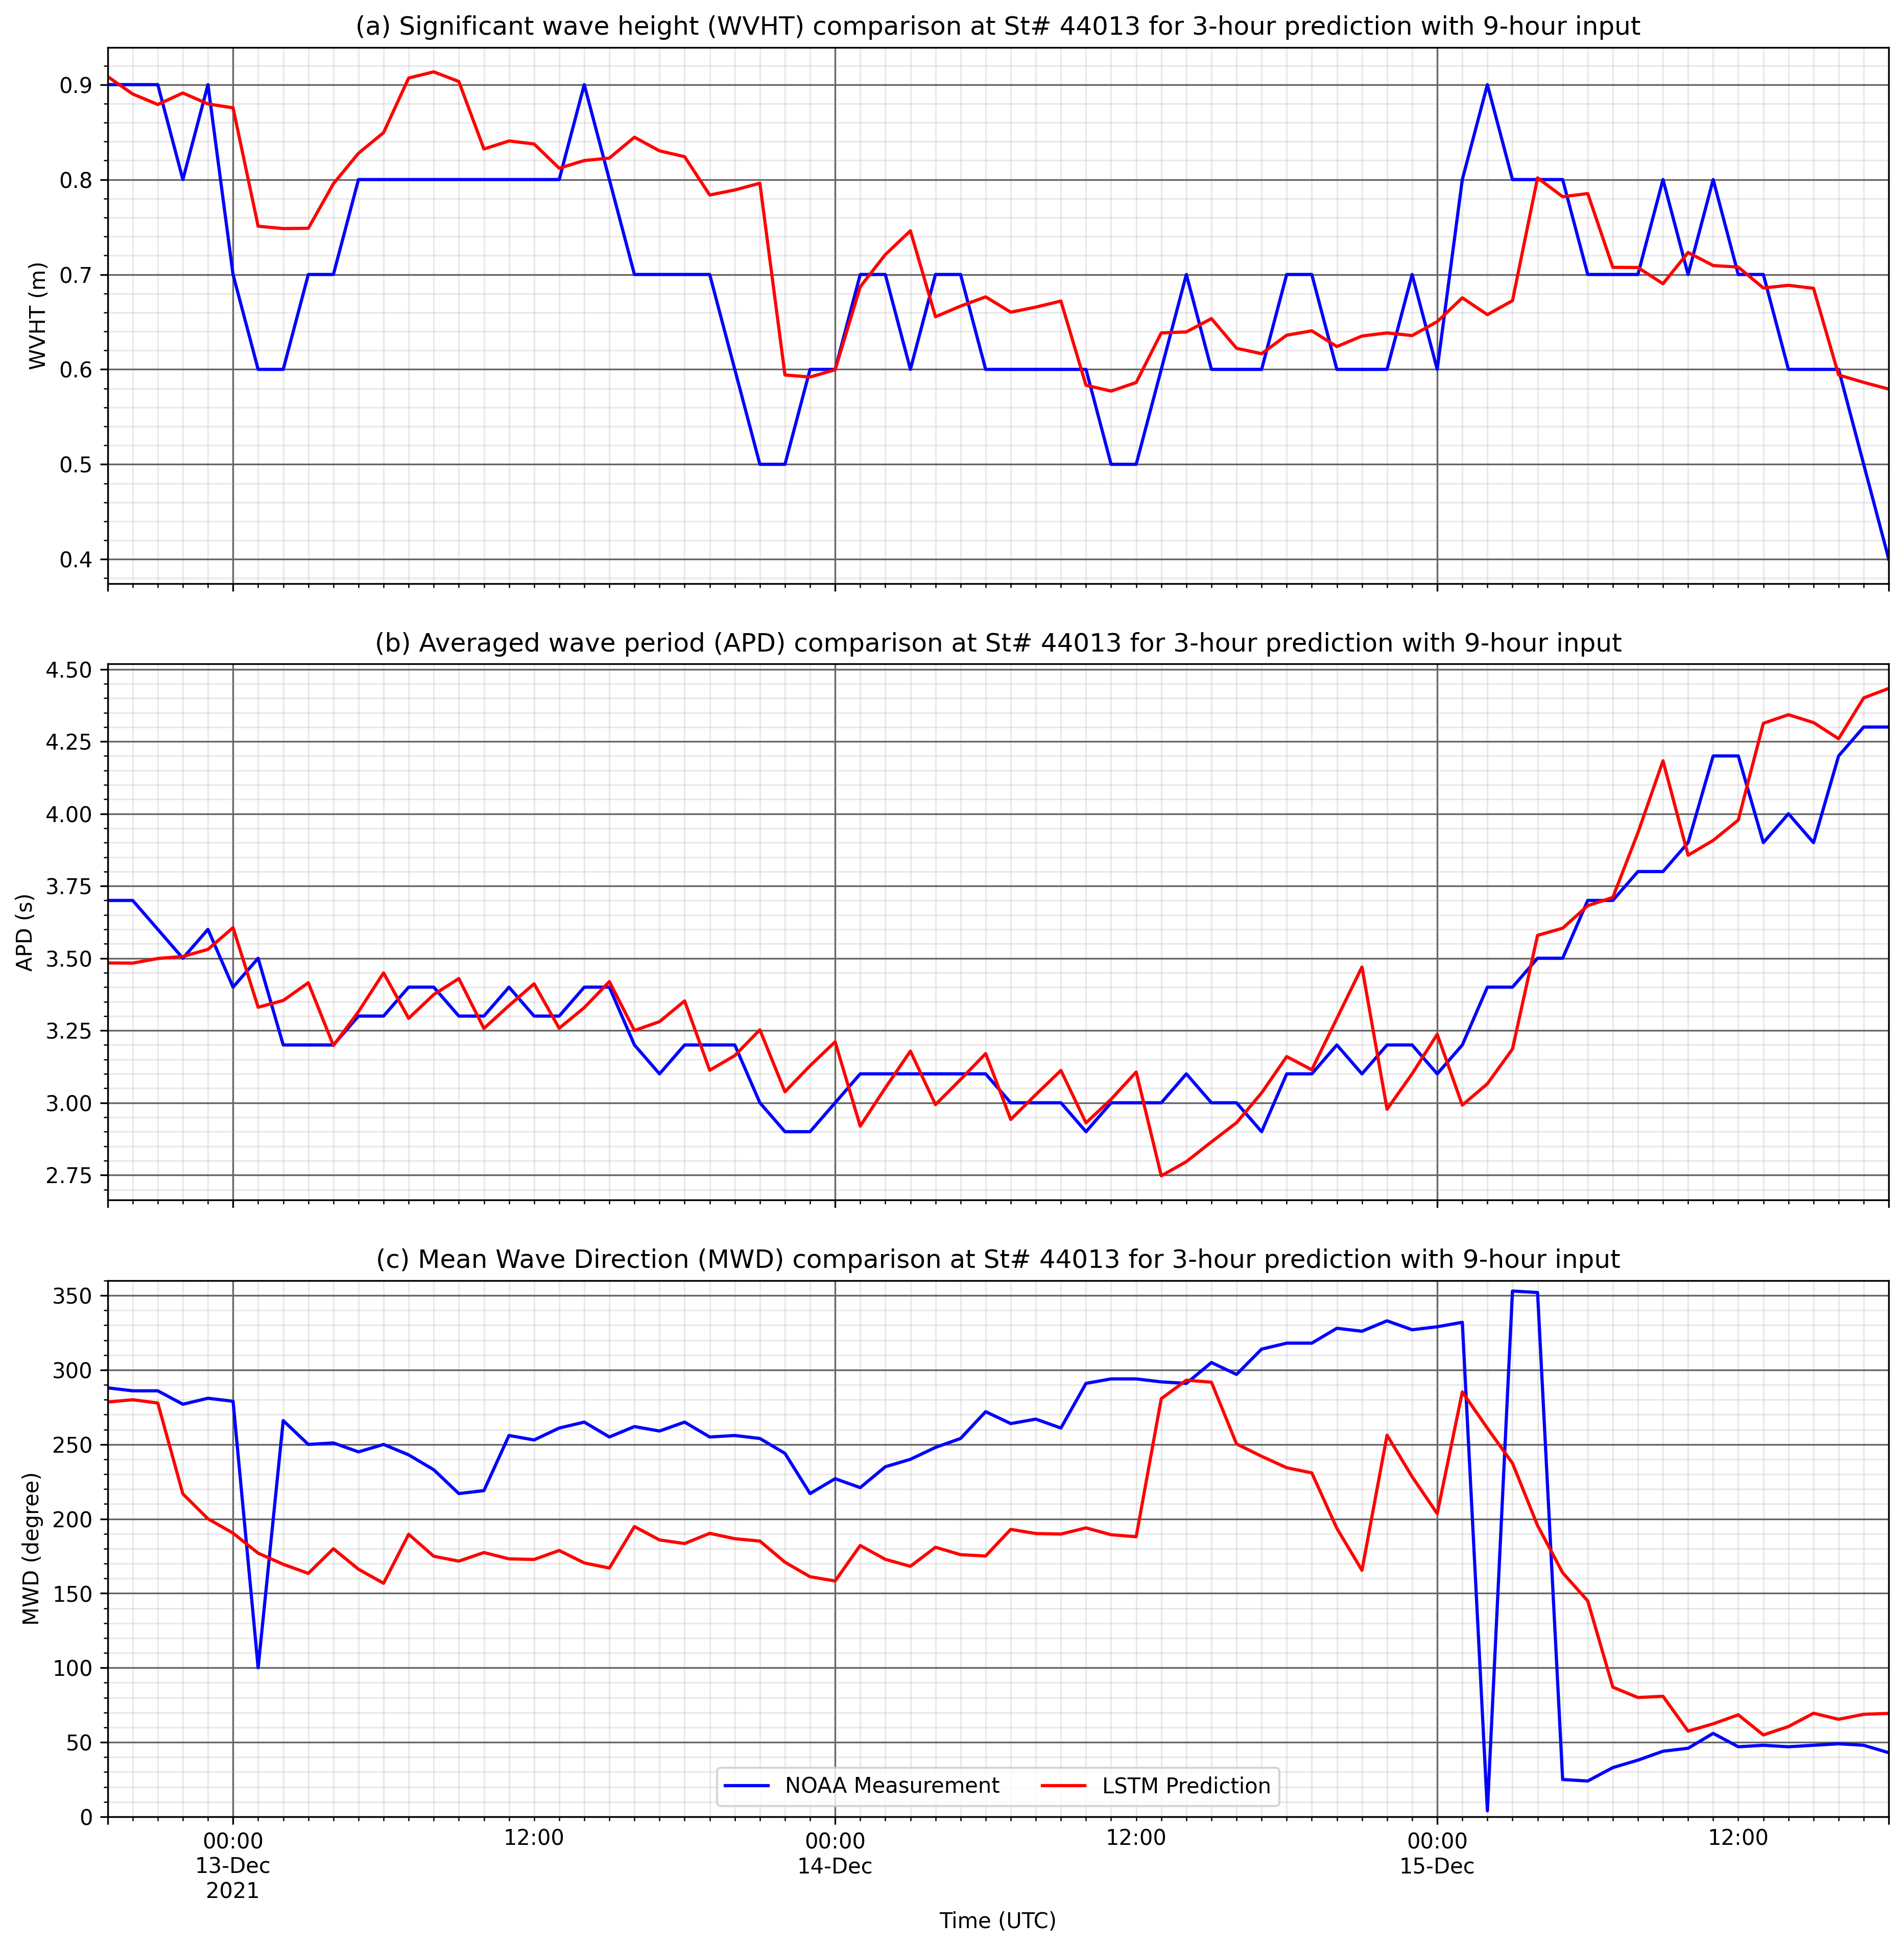 (a) Significant wave height (WVHT) comparison at St# 44013 for 3-hour prediction with 9-hour input
0.9
0.8
0.7
0.6
0.5
0.4
WVHT (m)
(b) Averaged wave period (APD) comparison at St# 44013 for 3-hour prediction with 9-hour input
4.50
4.25
4.00
3.75
3.50
3.25
3.00
2.75
APD (s)
(c) Mean Wave Direction (MWD) comparison at St# 44013 for 3-hour prediction with 9-hour input
350
300
250
200
150
100
50
0
MWD (degree)
NOAA Measurement LSTM Prediction
00:00 12:00 00:00 12:00 00:00 12:00
13-Dec 14-Dec 15-Dec
2021
Time (UTC)